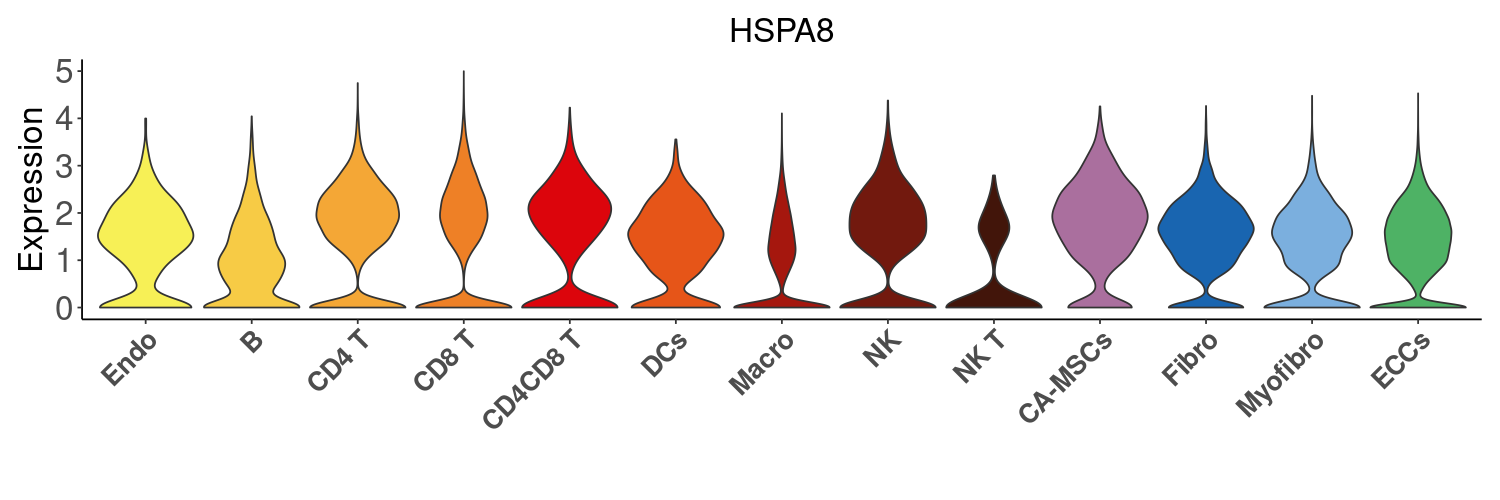 HSPA8
Expression
5
4
3
2
1
0
Endo
B
CD4 T
CD8 T
CD4CD8 T
DCs
Macro
NK
NK T
CA-MSCs
Fibro
Myofibro
ECCs